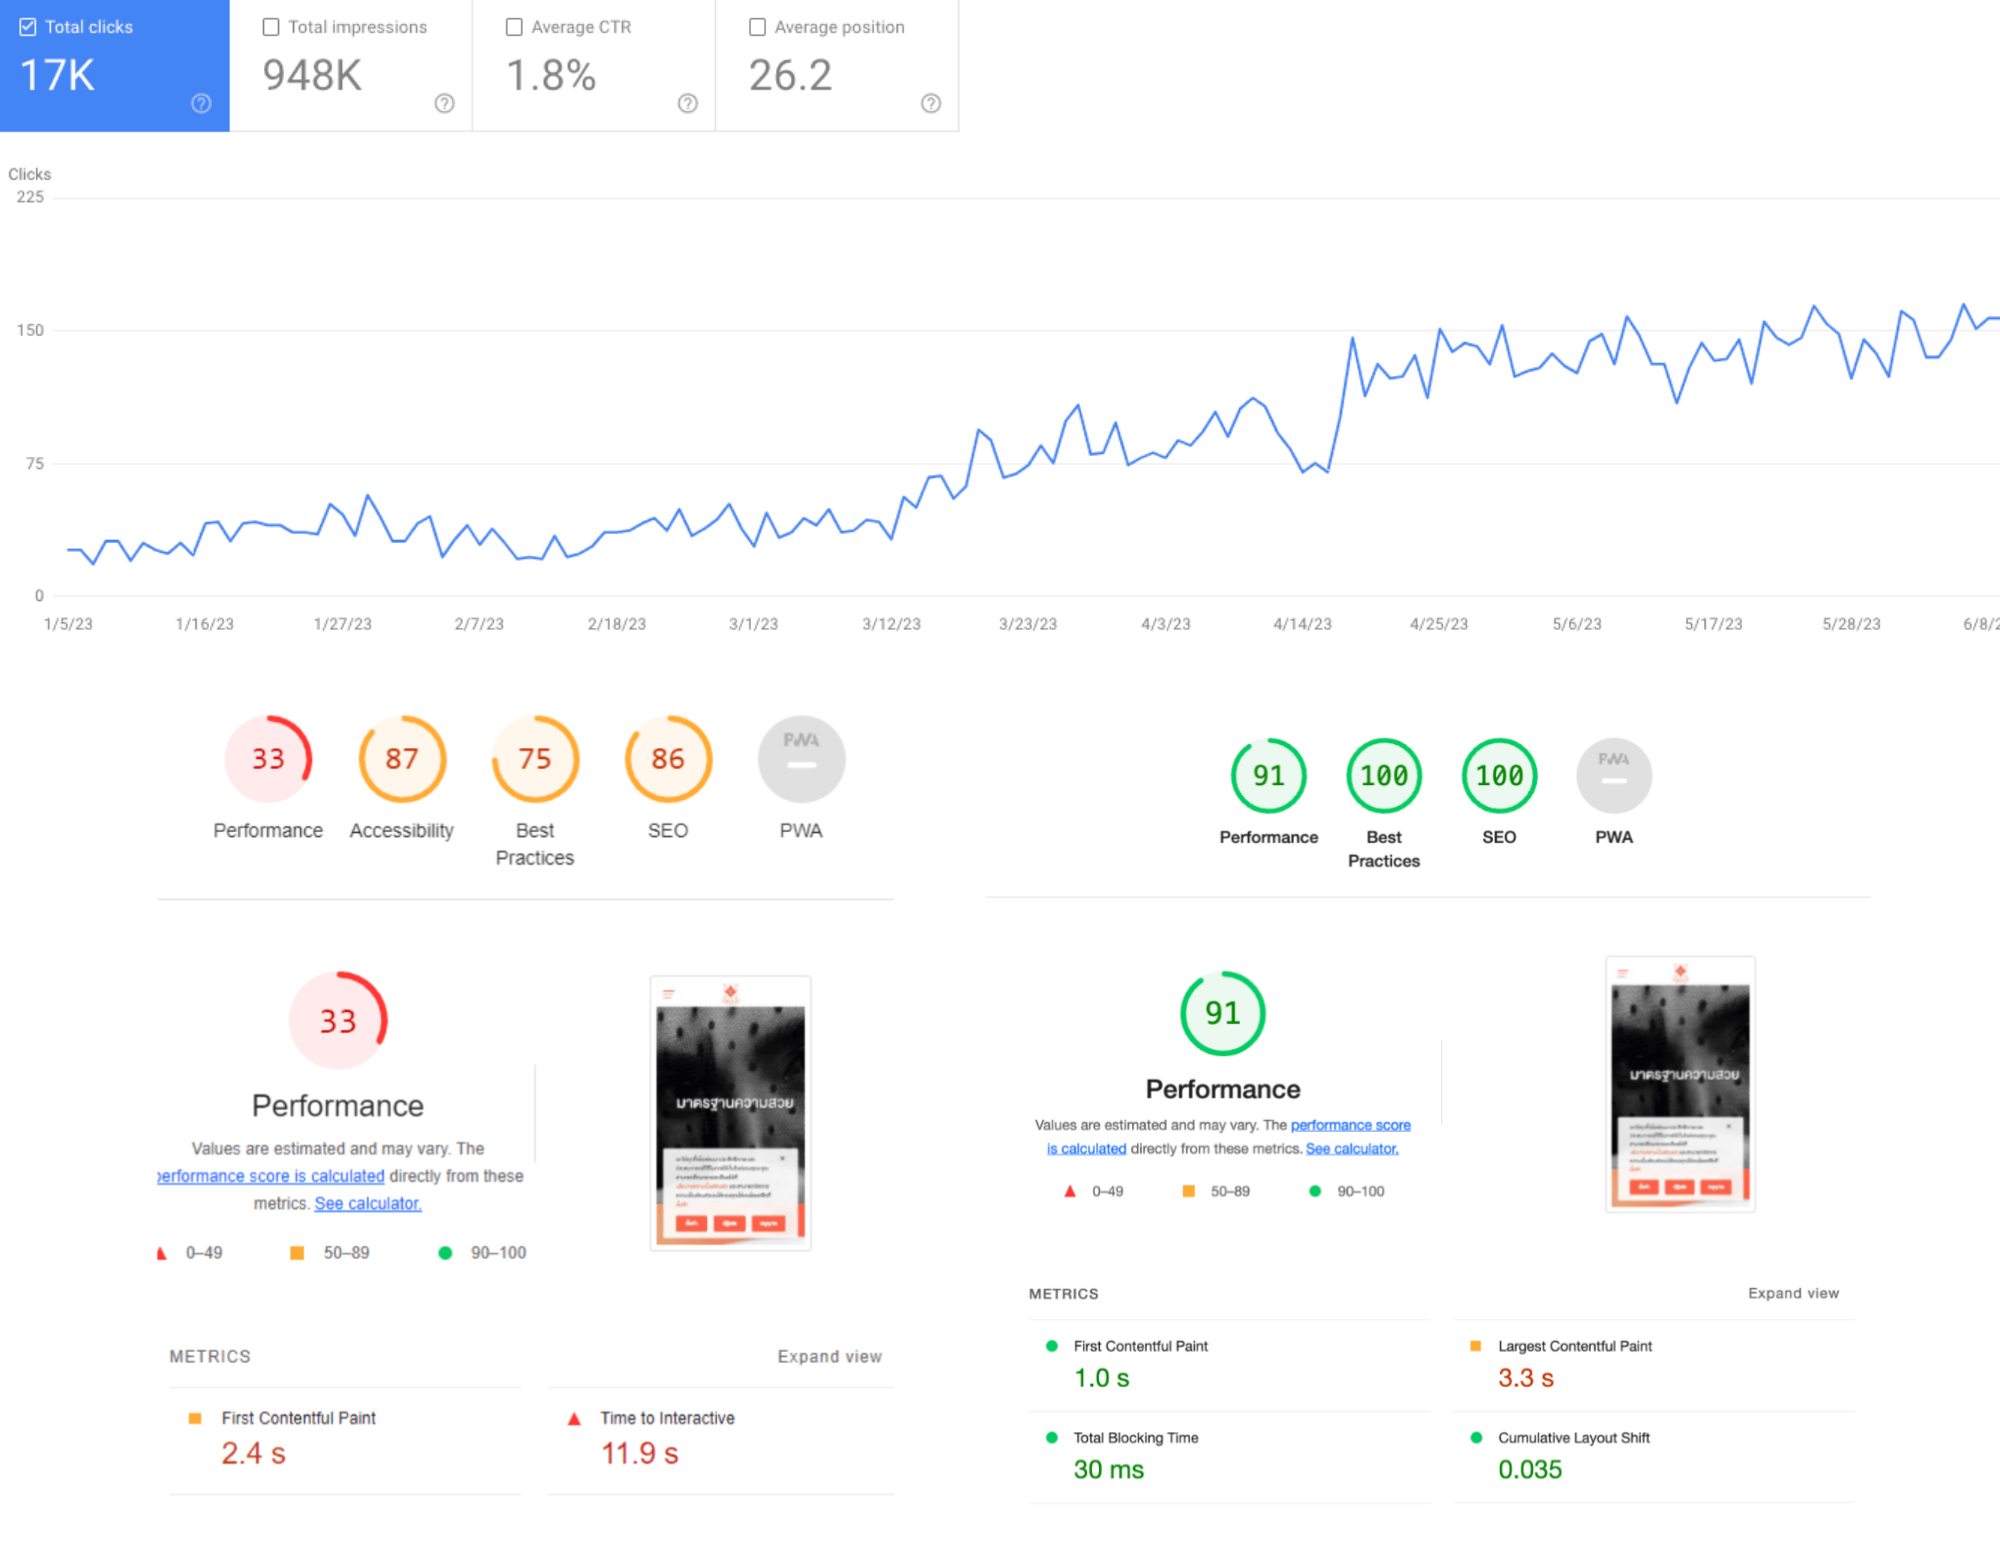 Total clicks
17K
Total impressions
948K
Average CTR
1.8%
Average position
26.2
Clicks
225
150
75
0
1/5/23
1/16/23
1/27/23
2/7/23
2/18/23
3/1/23
3/12/23
3/23/23
4/3/23
4/14/23
4/25/23
5/6/23
5/17/23
5/28/23
6/8/2
33
87
75
86
PWA
Performance
Accessibility
Best
Practices
SEO
PWA
33
Performance
Values are estimated and may vary. The
performance score is calculated directly from these
metrics. See calculator.
0–49
50–89
90–100
มาตรฐานความสวย
METRICS
Expand view
First Contentful Paint
2.4 s
Time to Interactive
11.9 s
91
100
100
PWA
Performance
Best
Practices
SEO
PWA
91
Performance
Values are estimated and may vary. The performance score
is calculated directly from these metrics. See calculator.
0–49
50–89
90–100
มาตรฐานความสวย
METRICS
Expand view
First Contentful Paint
1.0 s
Largest Contentful Paint
3.3 s
Total Blocking Time
30 ms
Cumulative Layout Shift
0.035